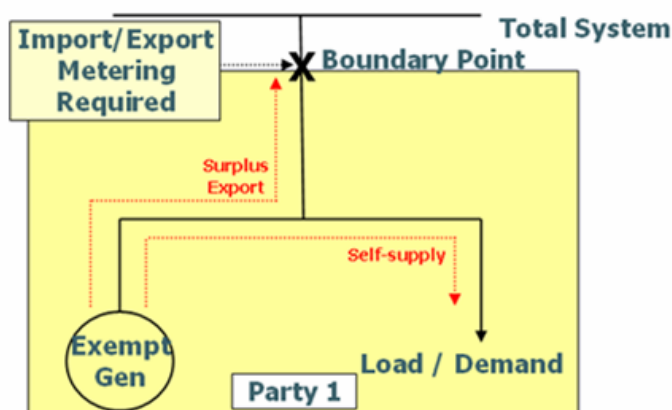 Total System
Import/Export
Metering
Required
X Boundary Point
Surplus
Export
Self-supply
Exempt
Gen
Load / Demand
Party 1